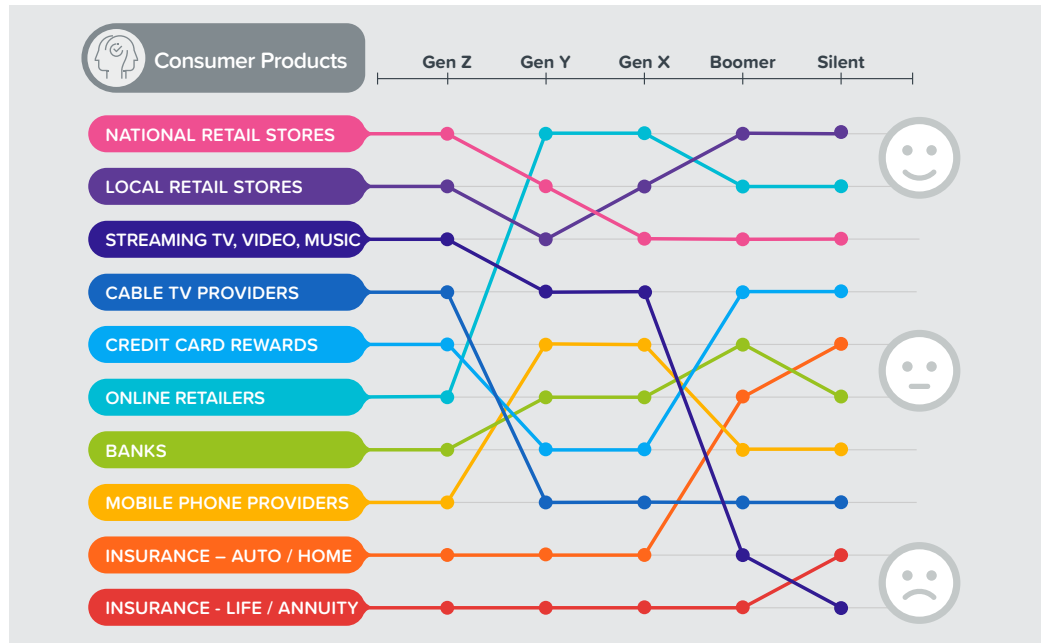 Consumer Products
Gen Z Gen Y Gen X Boomer Silent
NATIONAL RETAIL STORES
LOCAL RETAIL STORES
STREAMING TV, VIDEO, MUSIC
CABLE TV PROVIDERS
CREDIT CARD REWARDS
ONLINE RETAILERS
BANKS
MOBILE PHONE PROVIDERS
INSURANCE – AUTO / HOME
INSURANCE - LIFE / ANNUITY